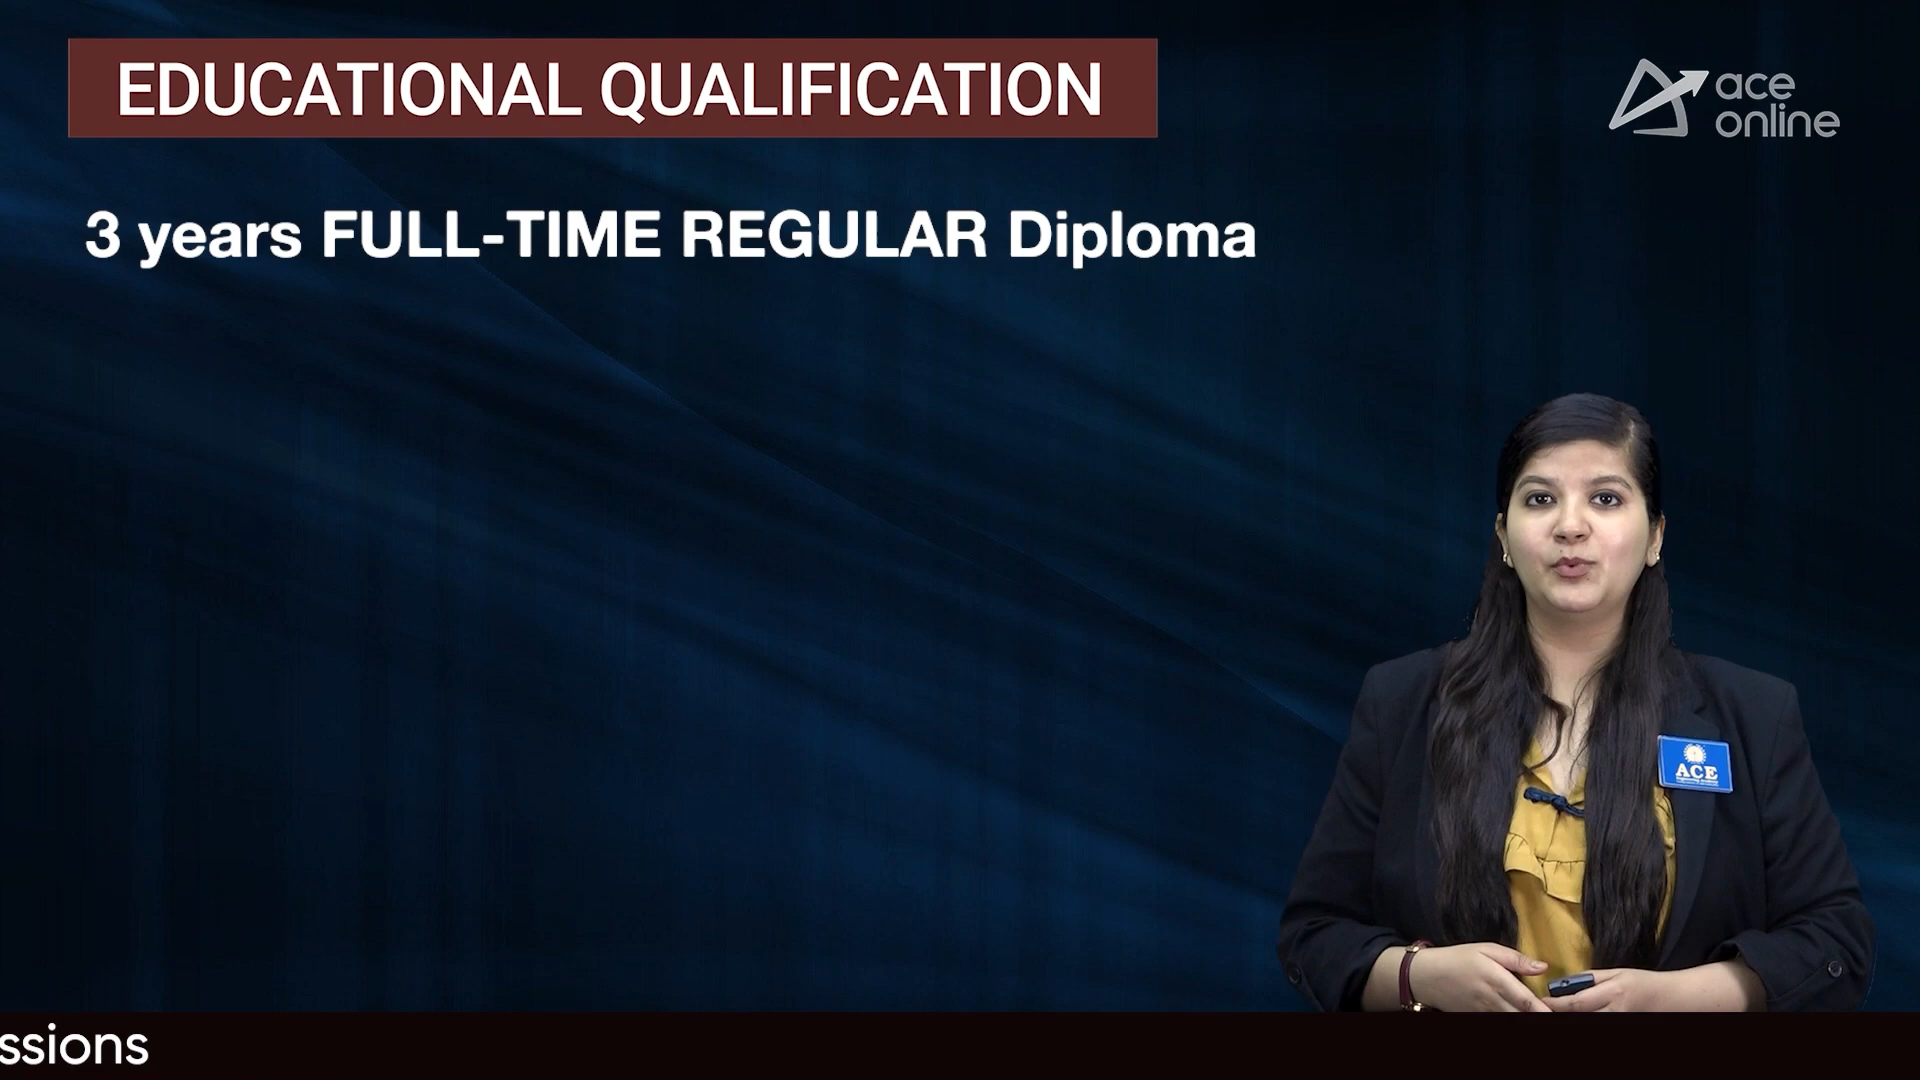 EDUCATIONAL QUALIFICATION
ace
online
3 years FULL-TIME REGULAR Diploma
ACE
ssions